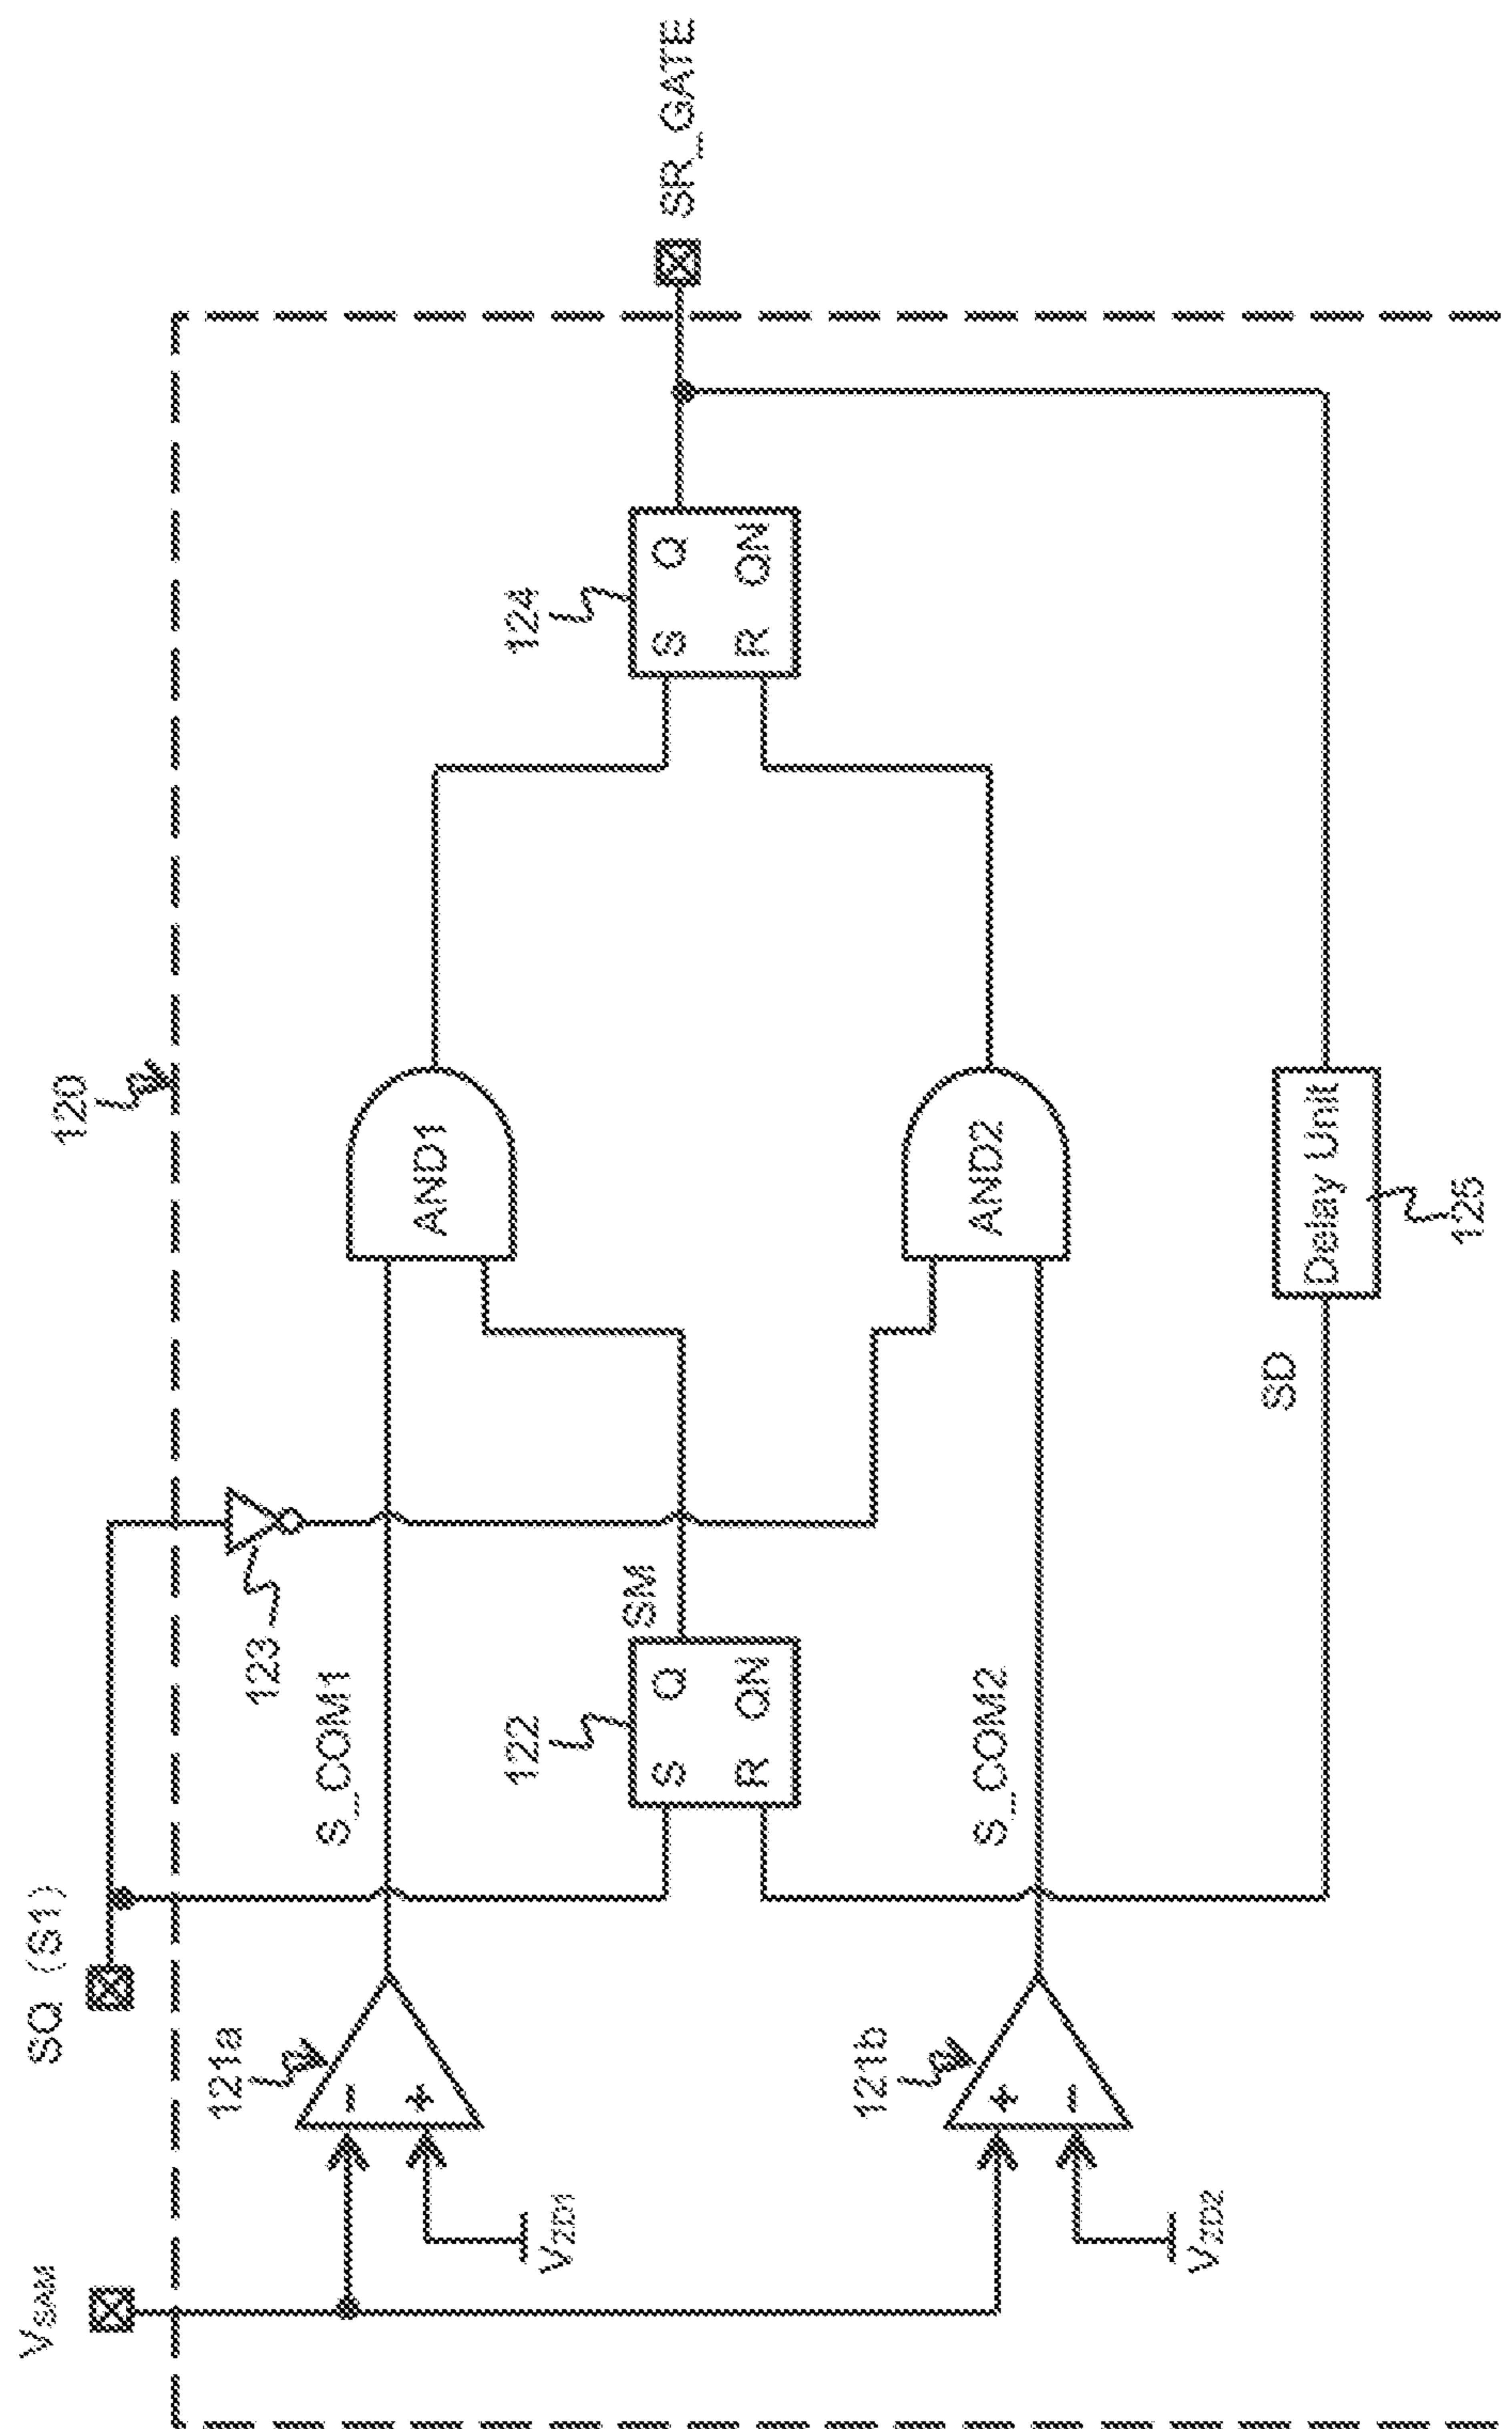 120
V_SAM
SQ (S1)
121a
-
+
V_ZD1
S_COM1
123
AND1
122
S Q
R QN
SM
124
S Q
R QN
SR_GATE
121b
+
-
V_ZD2
S_COM2
AND2
SD
Delay Unit
125